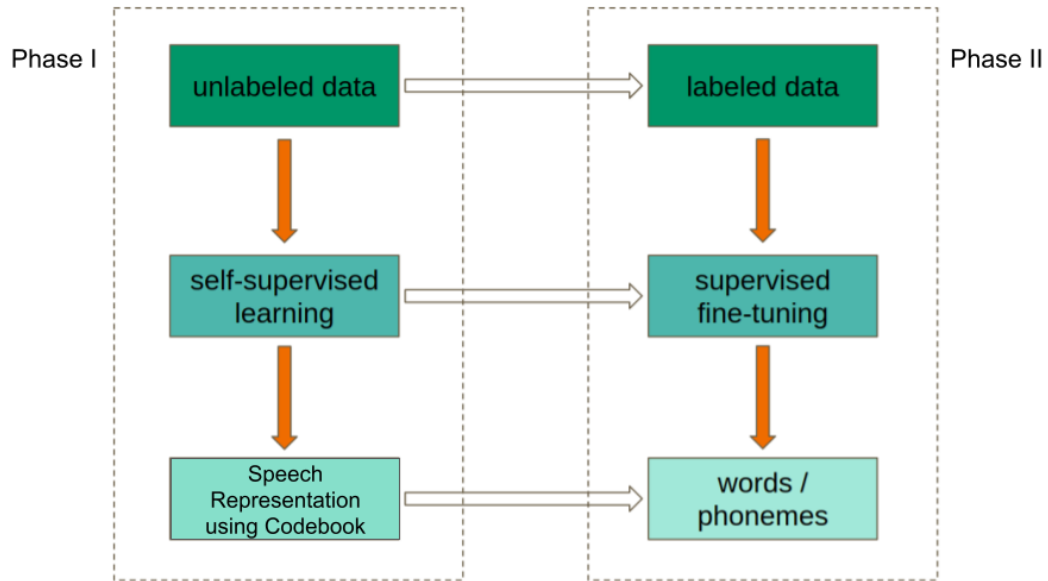 Phase I
unlabeled data
self-supervised
learning
Speech
Representation
using Codebook
Phase II
labeled data
supervised
fine-tuning
words /
phonemes